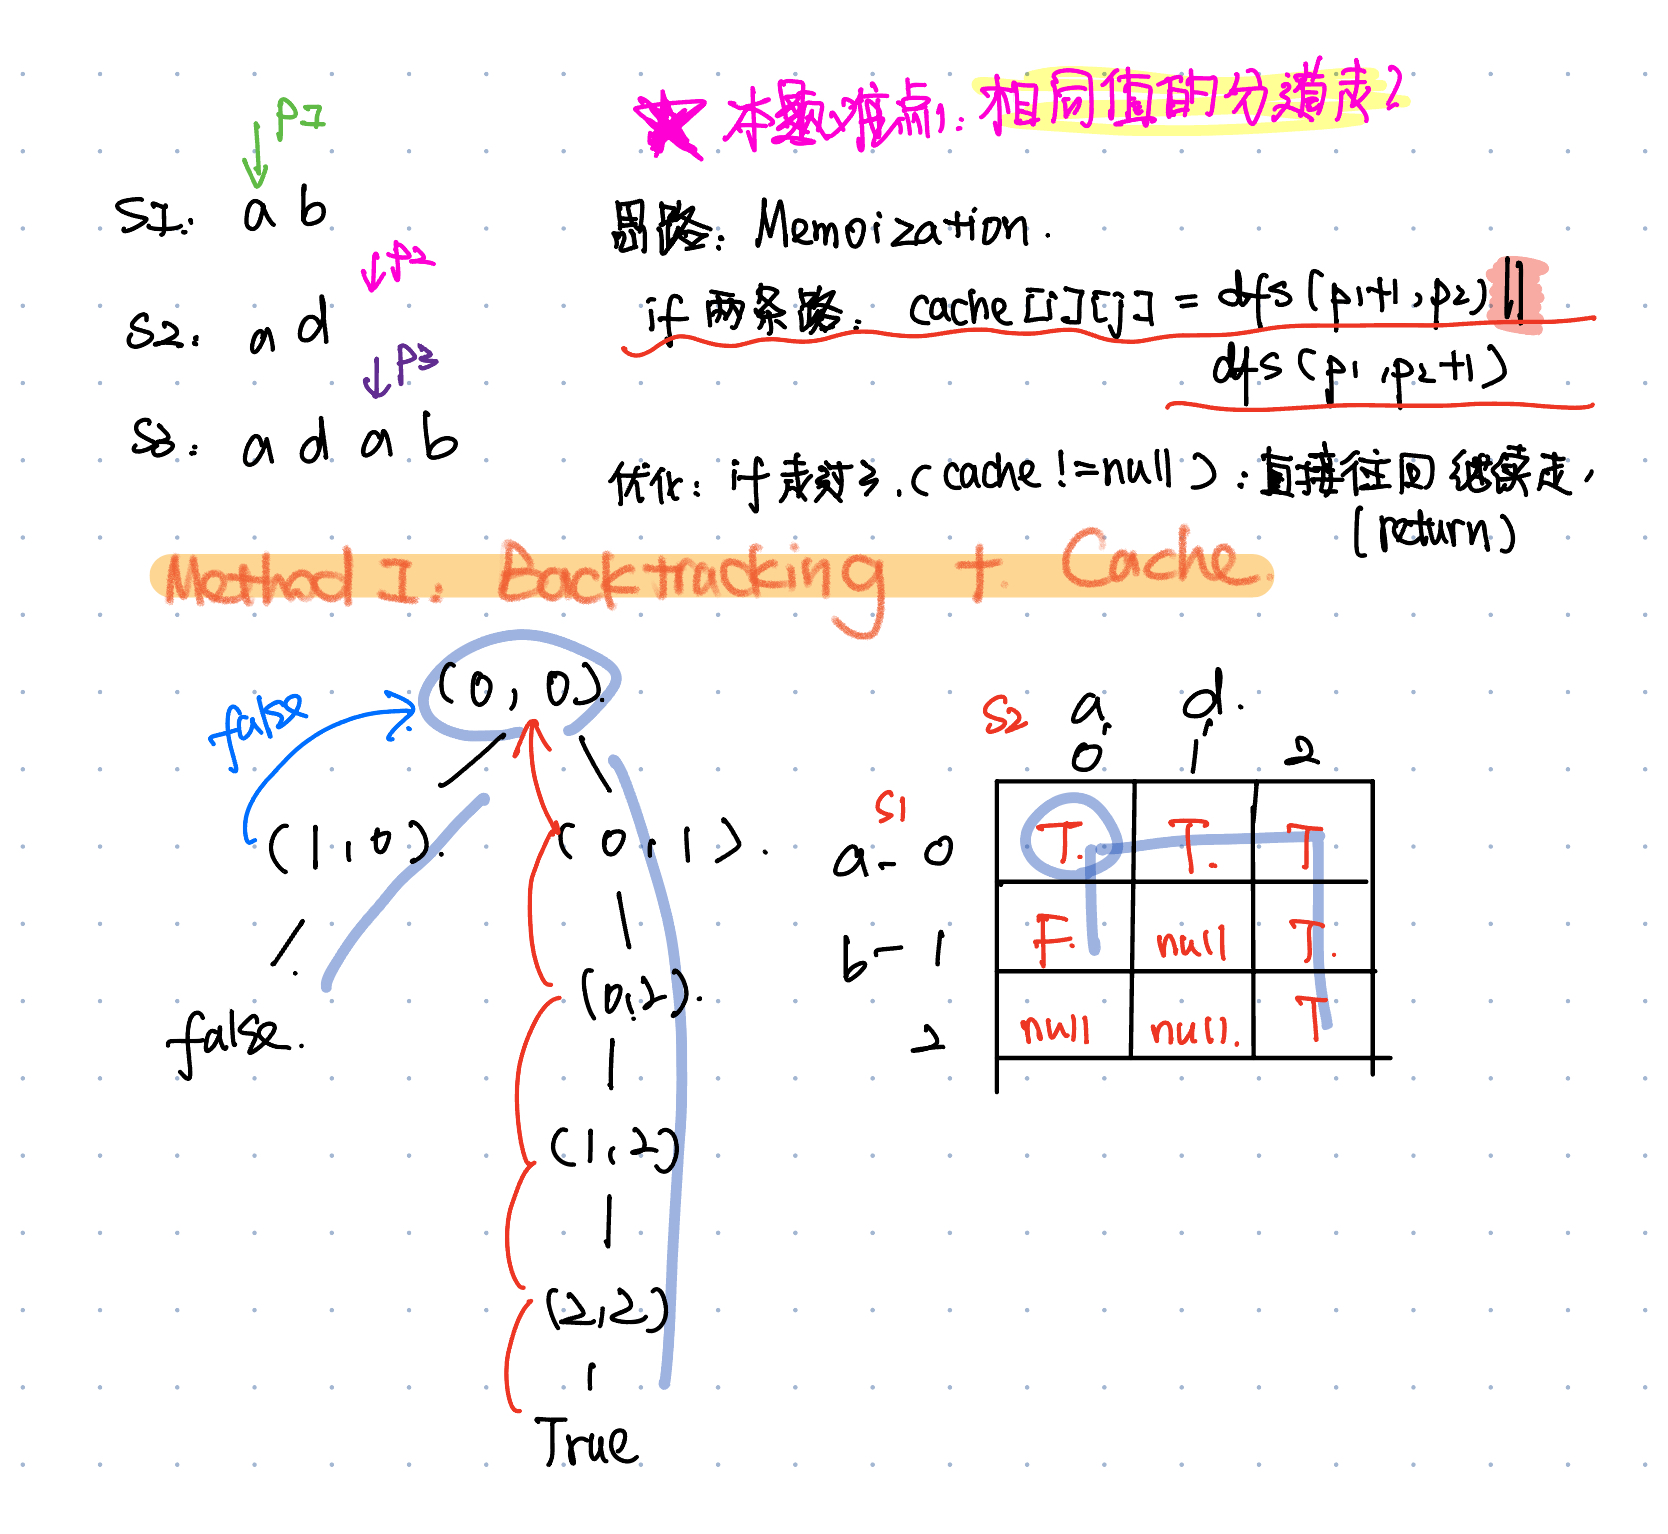 P1
S1: a b
P2
S2: a d
P3
S3: a d a b
★ 本题难点: 相同值的分道走?
思路: Memoization.
if 两条路: cache[i][j] = dfs(p1+1, p2) ||
dfs(p1, p2+1)
优化: if 走过了. (cache != null): 直接往回继续走,
(return)
Method 1: Backtracking + Cache.
(0, 0).
false
(1, 0).
(0, 1).
false.
(0, 2).
(1, 2)
(2, 2)
True
S2 a d.
0 1 2
S1
a - 0 T. T. T
b - 1 F. null T.
2 null null. T